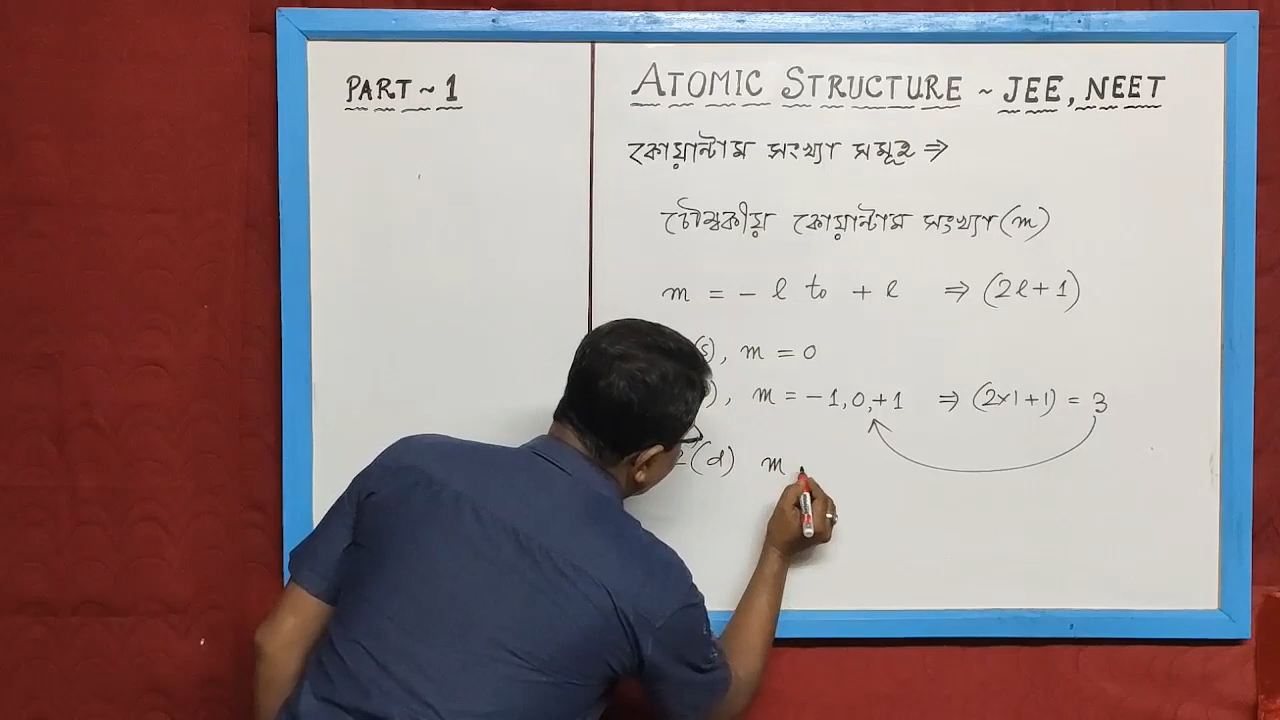 PART ~ 1
ATOMIC STRUCTURE ~ JEE, NEET
কোয়ান্টাম সংখ্যা সমূহ ⇒
চৌম্বকীয় কোয়ান্টাম সংখ্যা (m)
m = - l to + l ⇒ (2l + 1)
(s), m = 0
), m = -1, 0, +1 ⇒ (2×1 + 1) = 3
(d) m